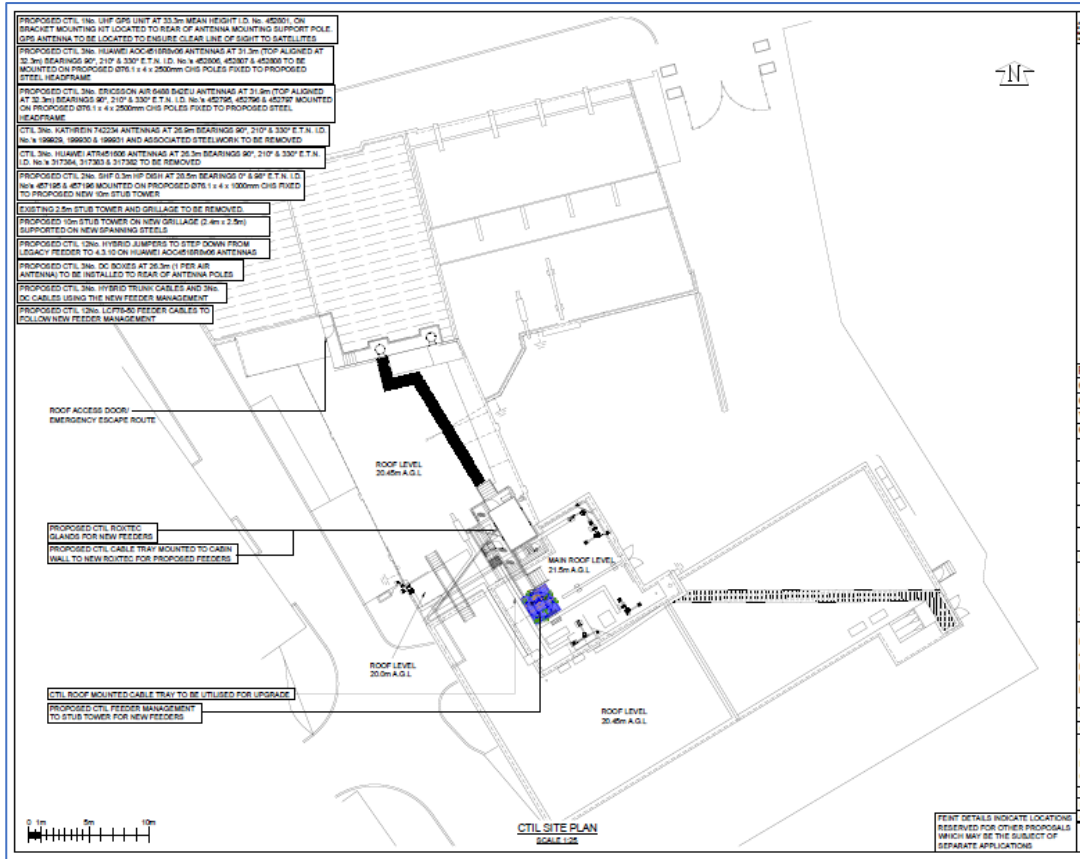 PROPOSED CTIL 1No. UHF GPS UNIT AT 33.3m MEAN HEIGHT I.D. No. 452801, ON
BRACKET MOUNTING KIT LOCATED TO REAR OF ANTENNA MOUNTING SUPPORT POLE.
GPS ANTENNA TO BE LOCATED TO ENSURE CLEAR LINE OF SIGHT TO SATELLITES
PROPOSED CTIL 3No. HUAWEI AOC4518R8v06 ANTENNAS AT 31.3m (TOP ALIGNED AT
32.3m) BEARINGS 90°, 210° & 330° E.T.N. I.D. No.'s 452806, 452807 & 452808 TO BE
MOUNTED ON PROPOSED Ø76.1 x 4 x 2500mm CHS POLES FIXED TO PROPOSED
STEEL HEADFRAME
PROPOSED CTIL 3No. ERICSSON AIR 6488 B42EU ANTENNAS AT 31.9m (TOP ALIGNED
AT 32.3m) BEARINGS 90°, 210° & 330° E.T.N. I.D. No.'s 452795, 452796 & 452797 MOUNTED
ON PROPOSED Ø76.1 x 4 x 2500mm CHS POLES FIXED TO PROPOSED STEEL
HEADFRAME
CTIL 3No. KATHREIN 742234 ANTENNAS AT 26.9m BEARINGS 90°, 210° & 330° E.T.N. I.D.
No.'s 199929, 199930 & 199931 AND ASSOCIATED STEELWORK TO BE REMOVED
CTIL 3No. HUAWEI ATR451606 ANTENNAS AT 26.3m BEARINGS 90°, 210° & 330° E.T.N.
I.D. No.'s 317384, 317383 & 317382 TO BE REMOVED
PROPOSED CTIL 2No. SHF 0.3m HP DISH AT 28.5m BEARINGS 0° & 96° E.T.N. I.D.
No's 457195 & 457196 MOUNTED ON PROPOSED Ø76.1 x 4 x 1000mm CHS FIXED
TO PROPOSED NEW 10m STUB TOWER
EXISTING 2.5m STUB TOWER AND GRILLAGE TO BE REMOVED.
PROPOSED 10m STUB TOWER ON NEW GRILLAGE (2.4m x 2.5m)
SUPPORTED ON NEW SPANNING STEELS
PROPOSED CTIL 12No. HYBRID JUMPERS TO STEP DOWN FROM
LEGACY FEEDER TO 4.3.10 ON HUAWEI AOC4518R8v06 ANTENNAS
PROPOSED CTIL 3No. DC BOXES AT 26.3m (1 PER AIR
ANTENNA) TO BE INSTALLED TO REAR OF ANTENNA POLES
PROPOSED CTIL 3No. HYBRID TRUNK CABLES AND 3No.
DC CABLES USING THE NEW FEEDER MANAGEMENT
PROPOSED CTIL 12No. LCF78-50 FEEDER CABLES TO
FOLLOW NEW FEEDER MANAGEMENT
N
ROOF ACCESS DOOR/
EMERGENCY ESCAPE ROUTE
ROOF LEVEL
20.45m A.G.L
PROPOSED CTIL ROXTEC
GLANDS FOR NEW FEEDERS
PROPOSED CTIL CABLE TRAY MOUNTED TO CABIN
WALL TO NEW ROXTEC FOR PROPOSED FEEDERS
MAIN ROOF LEVEL
21.5m A.G.L
ROOF LEVEL
20.0m A.G.L
CTIL ROOF MOUNTED CABLE TRAY TO BE UTILISED FOR UPGRADE
PROPOSED CTIL FEEDER MANAGEMENT
TO STUB TOWER FOR NEW FEEDERS
ROOF LEVEL
20.45m A.G.L
0 1m 5m 10m
CTIL SITE PLAN
SCALE 1:25
FEINT DETAILS INDICATE LOCATIONS
RESERVED FOR OTHER PROPOSALS
WHICH MAY BE THE SUBJECT OF
SEPARATE APPLICATIONS